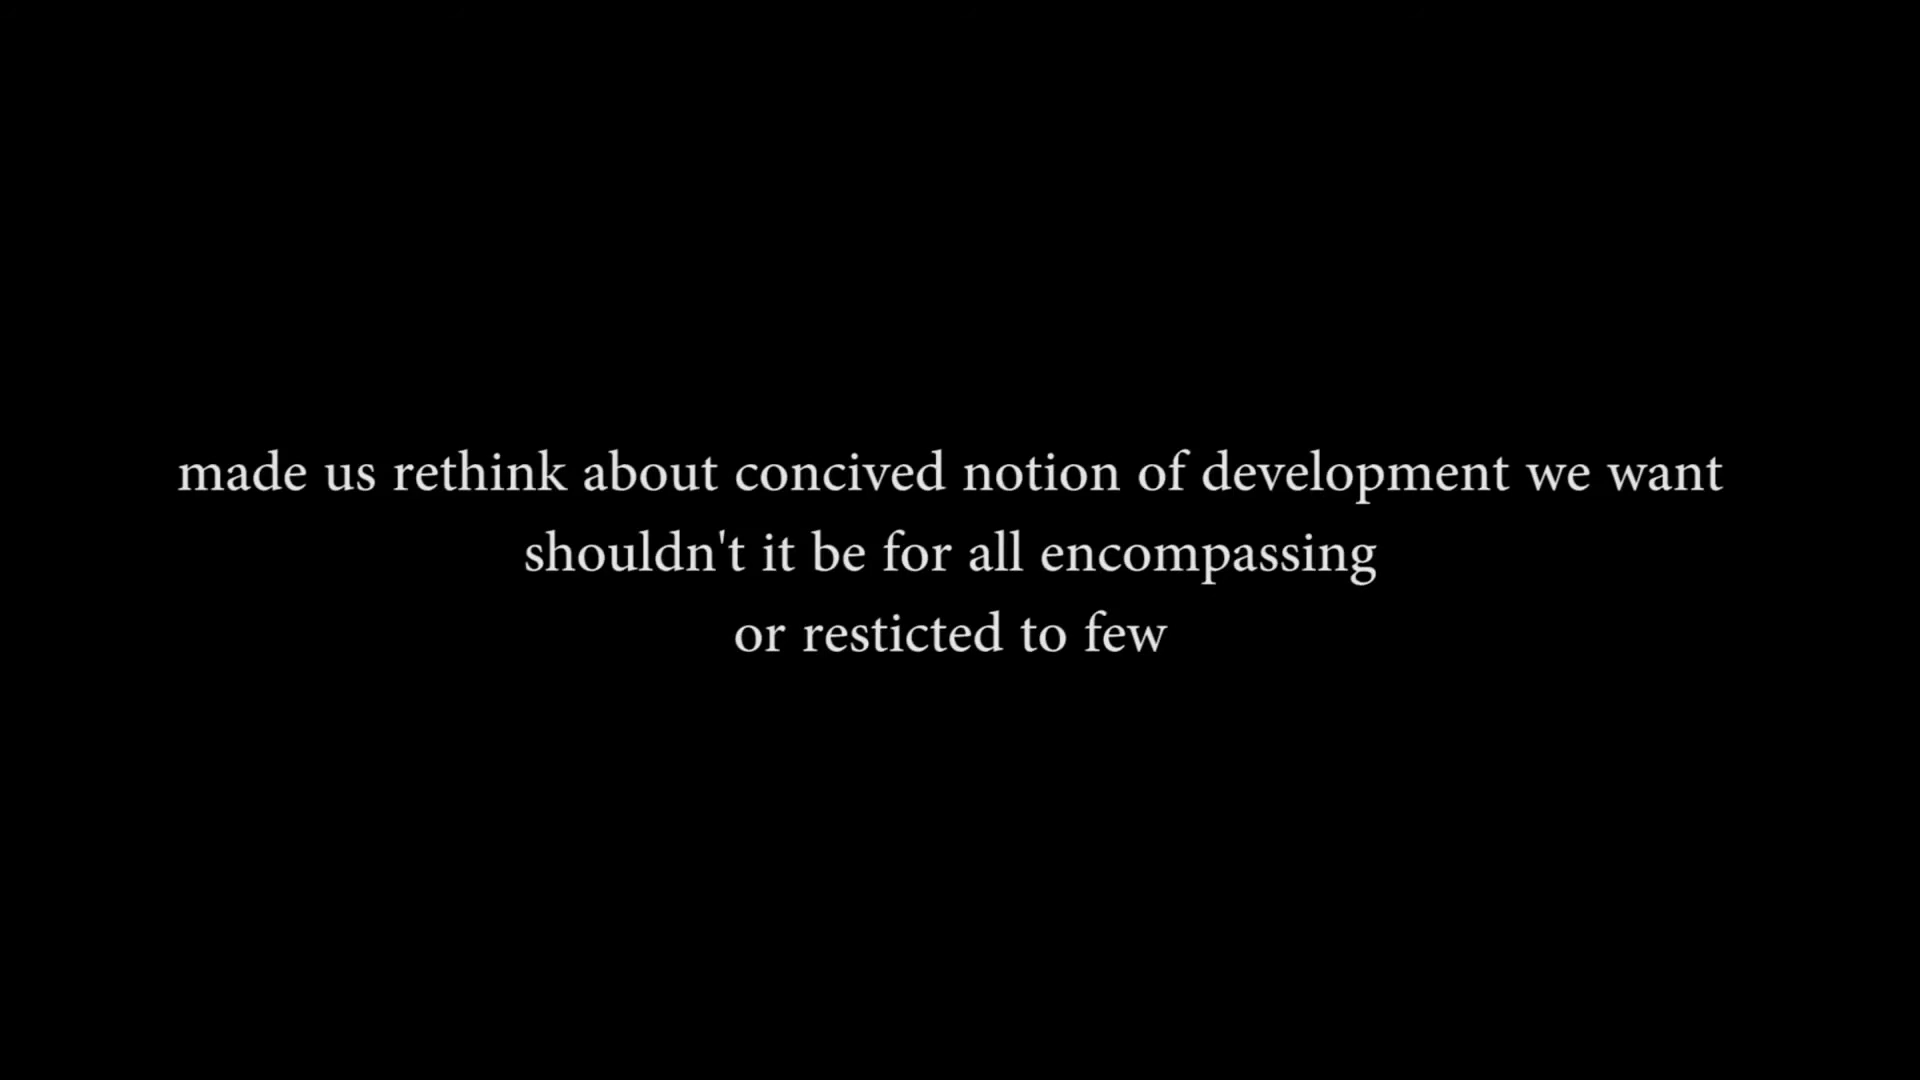 made us rethink about concived notion of development we want
shouldn't it be for all encompassing
or resticted to few